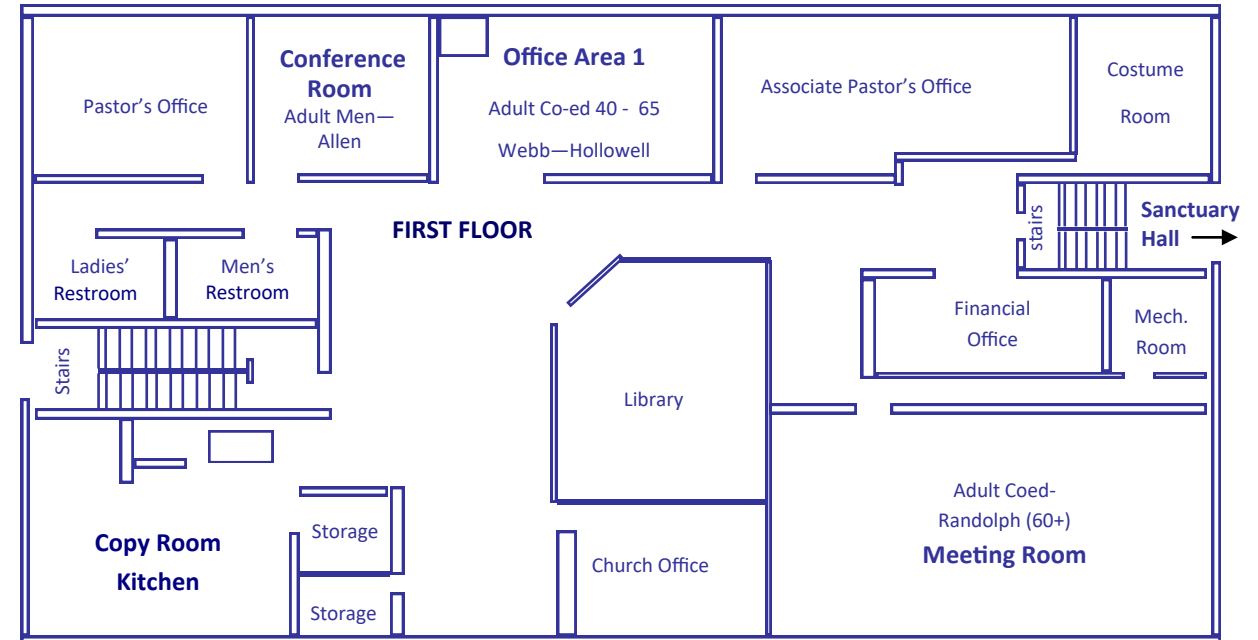 Pastor’s Office
Conference
Room
Adult Men—
Allen
Office Area 1
Adult Co-ed 40 - 65
Webb—Hollowell
Associate Pastor’s Office
Costume
Room
FIRST FLOOR
stairs
Sanctuary
Hall
Ladies’
Restroom
Men’s
Restroom
Stairs
Financial
Office
Mech.
Room
Library
Copy Room
Kitchen
Storage
Storage
Church Office
Adult Coed-
Randolph (60+)
Meeting Room